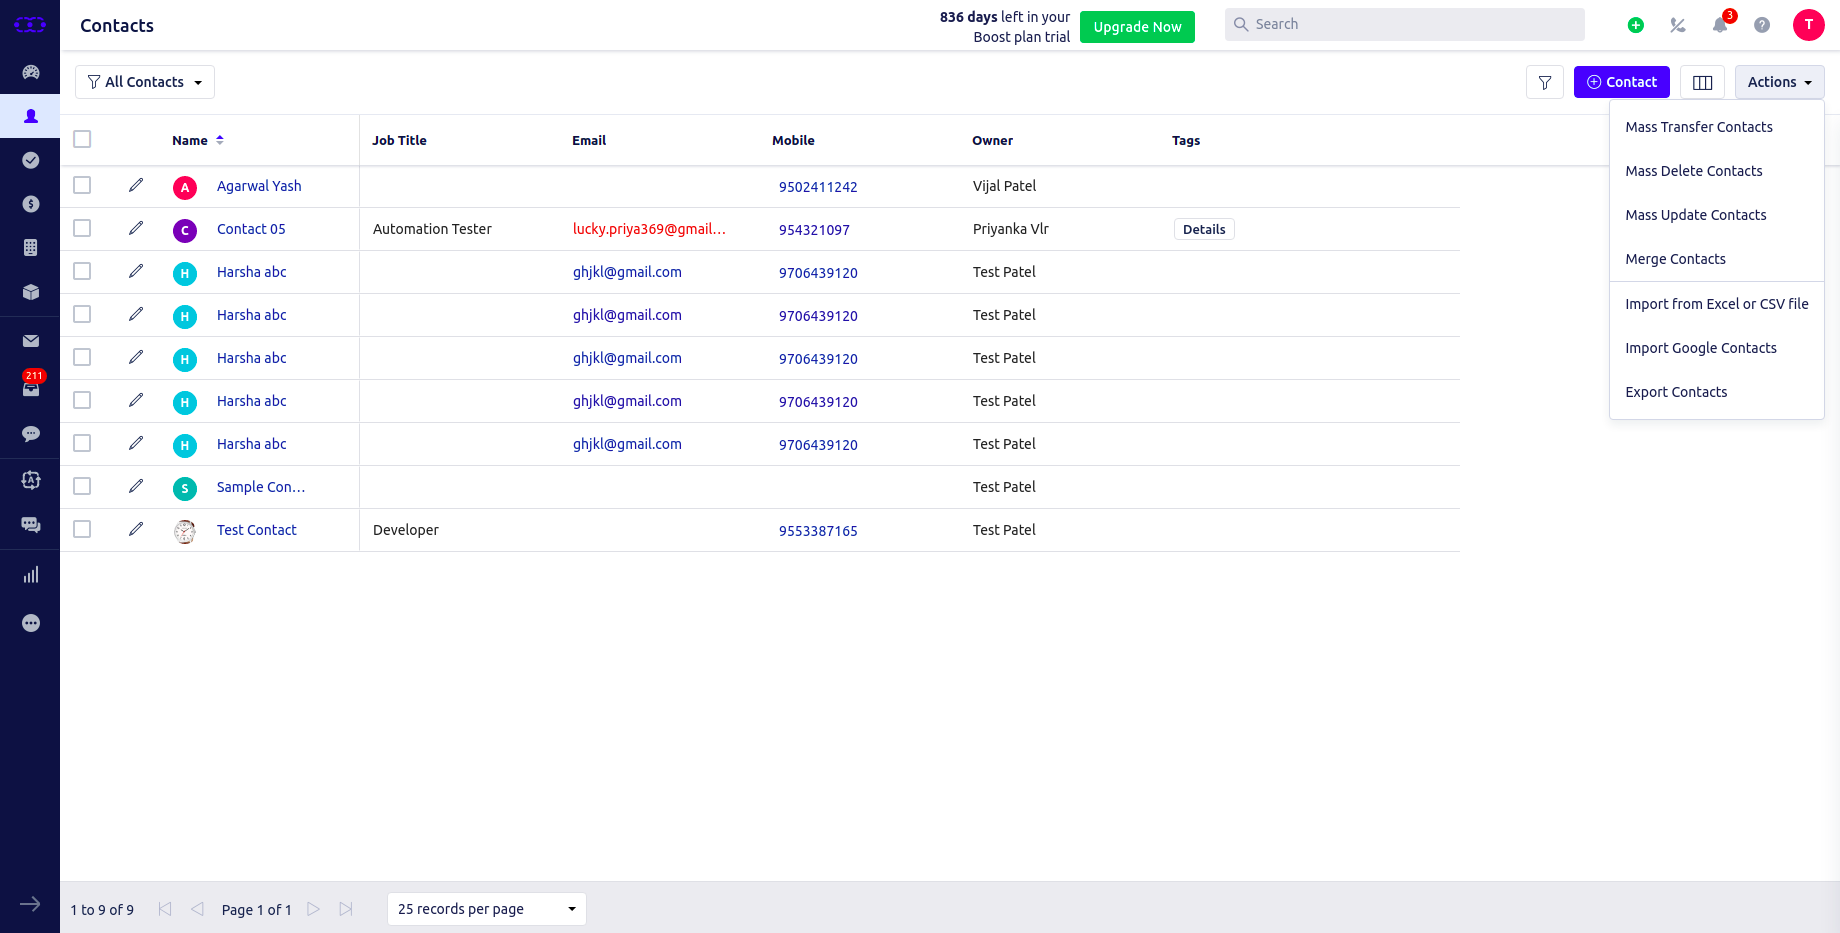 Contacts
836 days left in your
Boost plan trial
Upgrade Now
Search
3
T
All Contacts
Contact
Actions
Mass Transfer Contacts
Mass Delete Contacts
Mass Update Contacts
Merge Contacts
Import from Excel or CSV file
Import Google Contacts
Export Contacts
211
Name Job Title Email Mobile Owner Tags
A Agarwal Yash 9502411242 Vijal Patel
C Contact 05 Automation Tester lucky.priya369@gmail... 954321097 Priyanka Vlr Details
H Harsha abc ghjkl@gmail.com 9706439120 Test Patel
H Harsha abc ghjkl@gmail.com 9706439120 Test Patel
H Harsha abc ghjkl@gmail.com 9706439120 Test Patel
H Harsha abc ghjkl@gmail.com 9706439120 Test Patel
H Harsha abc ghjkl@gmail.com 9706439120 Test Patel
S Sample Con... Test Patel
Test Contact Developer 9553387165 Test Patel
1 to 9 of 9 Page 1 of 1 25 records per page